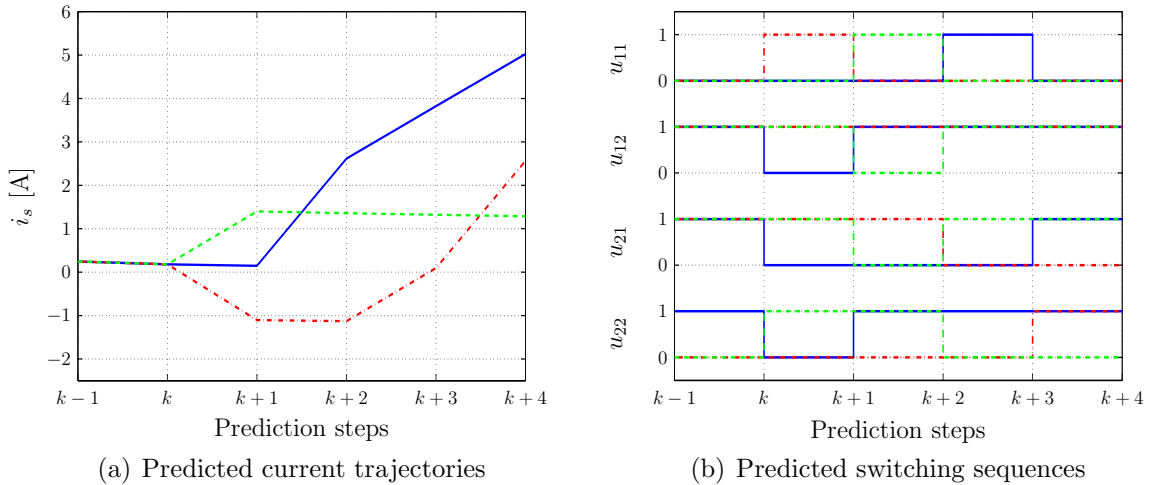 6
5
4
3
2
1
0
−1
−2
i_s [A]
k − 1
k
k + 1
k + 2
k + 3
k + 4
Prediction steps
(a) Predicted current trajectories
1
0
u_11
1
0
u_12
1
0
u_21
1
0
u_22
k − 1
k
k + 1
k + 2
k + 3
k + 4
Prediction steps
(b) Predicted switching sequences